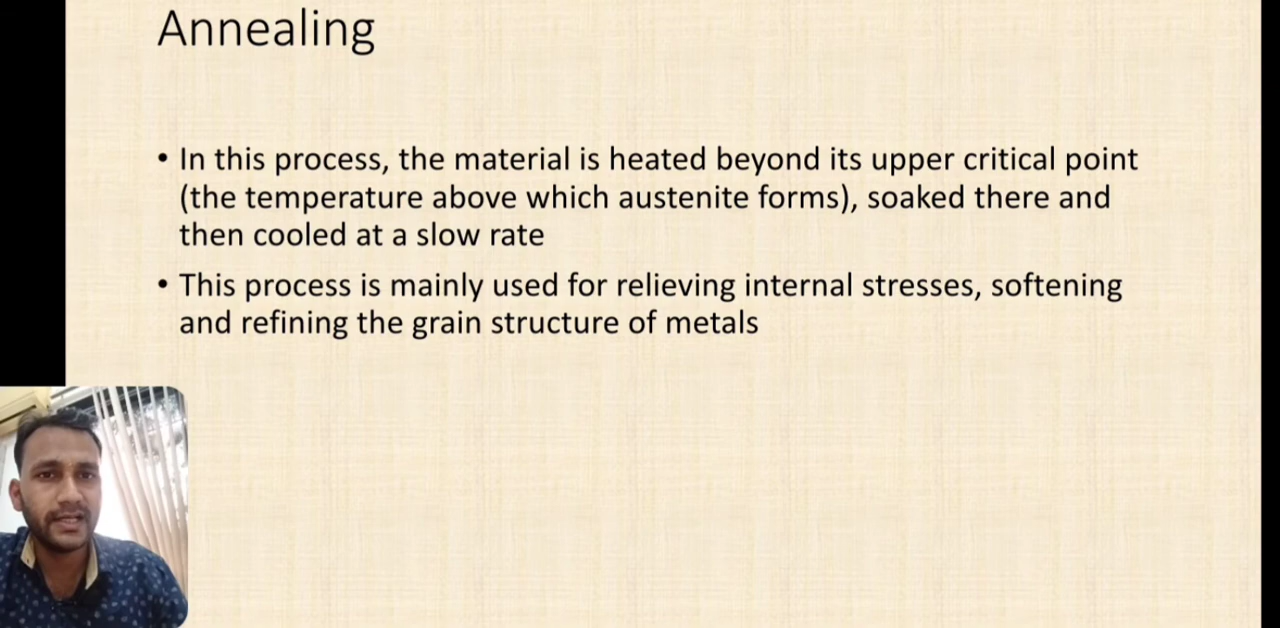 Annealing
• In this process, the material is heated beyond its upper critical point
(the temperature above which austenite forms), soaked there and
then cooled at a slow rate
• This process is mainly used for relieving internal stresses, softening
and refining the grain structure of metals